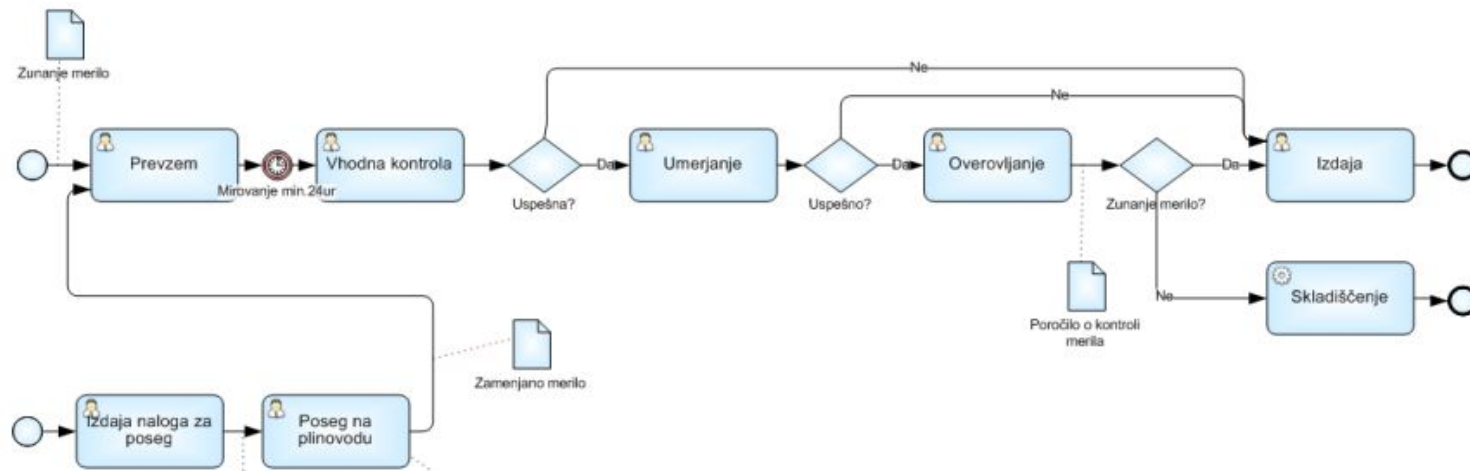 Zunanje merilo
Ne
Ne
Prevzem
Mirovanje min.24ur
Vhodna kontrola
Uspešna?
Da
Umerjanje
Uspešno?
Da
Overovljanje
Zunanje merilo?
Da
Izdaja
Poročilo o kontroli
merila
Ne
Skladiščenje
Zamenjano merilo
Izdaja naloga za
poseg
Poseg na
plinovodu